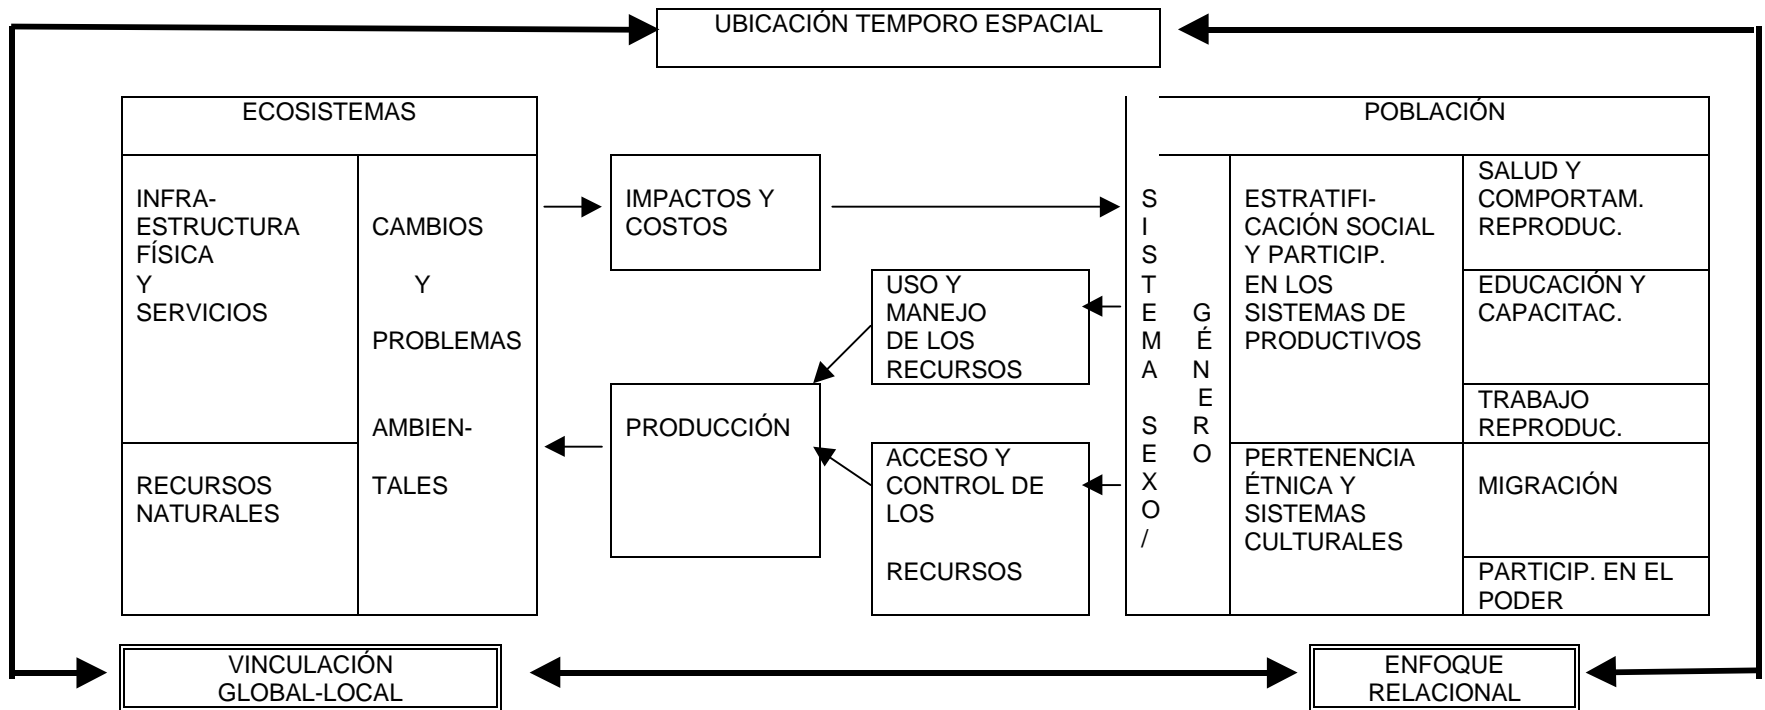 UBICACIÓN TEMPORO ESPACIAL
ECOSISTEMAS
INFRA-
ESTRUCTURA
FÍSICA
Y
SERVICIOS
RECURSOS
NATURALES
CAMBIOS
Y
PROBLEMAS
AMBIEN-
TALES
IMPACTOS Y
COSTOS
USO Y
MANEJO
DE LOS
RECURSOS
PRODUCCIÓN
ACCESO Y
CONTROL DE
LOS
RECURSOS
POBLACIÓN
S
I
S
T
E
M
A
S
E
X
O
/
G
É
N
E
R
O
ESTRATIFI-
CACIÓN SOCIAL
Y PARTICIP.
EN LOS
SISTEMAS DE
PRODUCTIVOS
PERTENENCIA
ÉTNICA Y
SISTEMAS
CULTURALES
SALUD Y
COMPORTAM.
REPRODUC.
EDUCACIÓN Y
CAPACITAC.
TRABAJO
REPRODUC.
MIGRACIÓN
PARTICIP. EN EL
PODER
VINCULACIÓN
GLOBAL-LOCAL
ENFOQUE
RELACIONAL